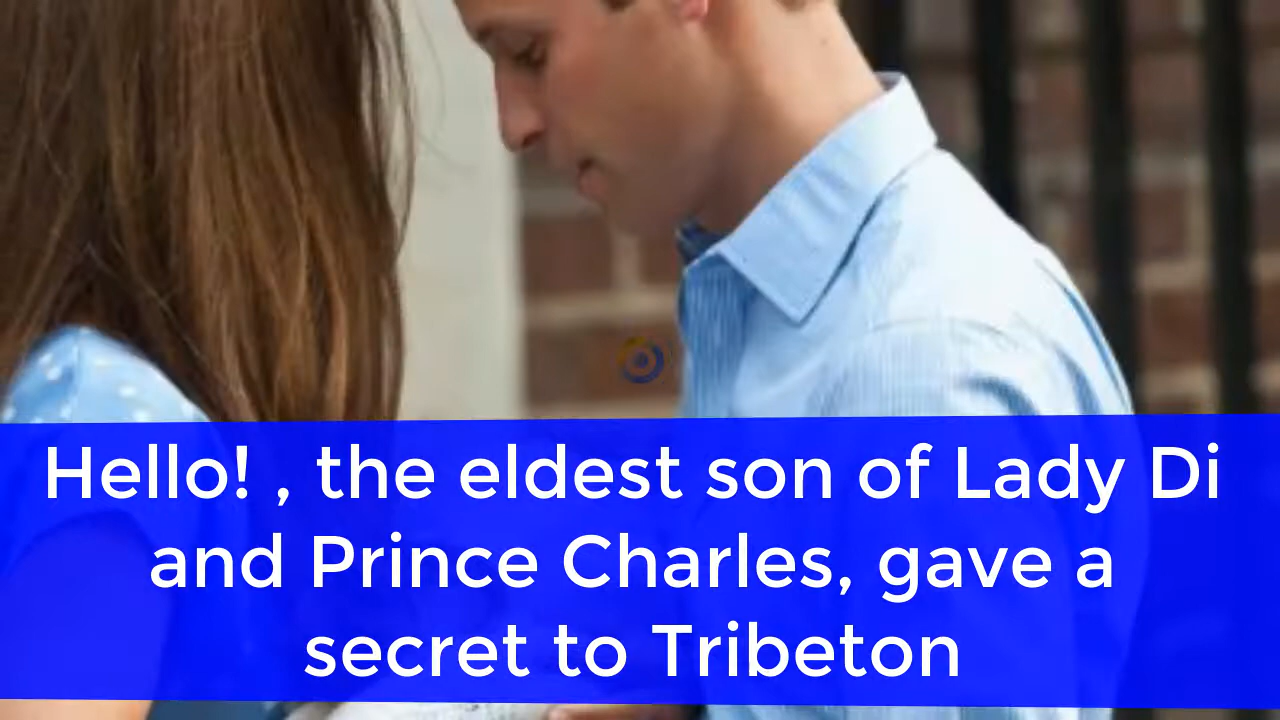 Hello! , the eldest son of Lady Di
and Prince Charles, gave a
secret to Tribeton